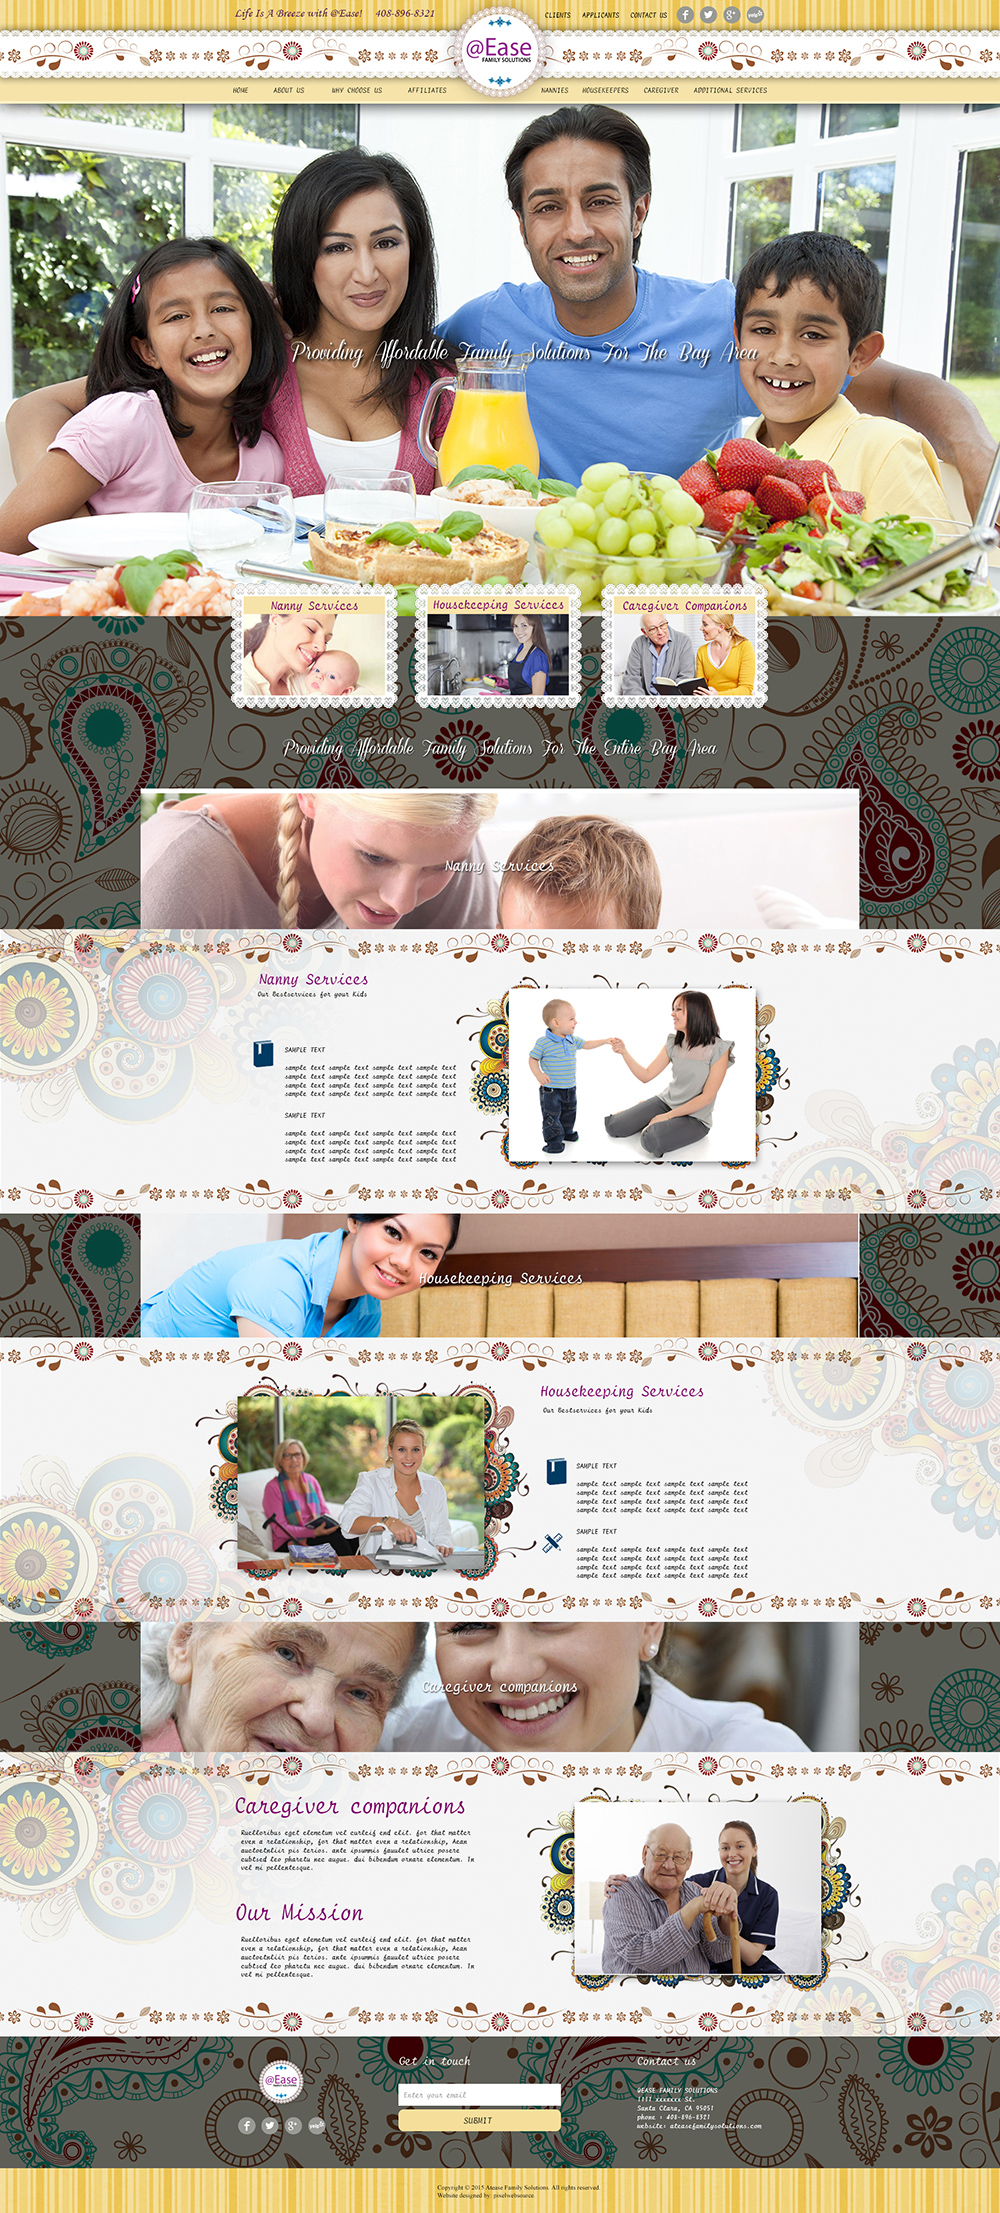 Life Is A Breeze with @Ease! 408-896-8321
CLIENTS APPLICANTS CONTACT US
@Ease
FAMILY SOLUTIONS
HOME ABOUT US WHY CHOOSE US AFFILIATES
NANNIES HOUSEKEEPERS CAREGIVER ADDITIONAL SERVICES
Providing Affordable Family Solutions For The Bay Area
Nanny Services
Housekeeping Services
Caregiver Companions
Providing Affordable Family Solutions For The Entire Bay Area
Nanny Services
Nanny Services
Our Bestservices for your Kids
SAMPLE TEXT
sample text sample text sample text sample text
sample text sample text sample text sample text
sample text sample text sample text sample text
sample text sample text sample text sample text
SAMPLE TEXT
sample text sample text sample text sample text
sample text sample text sample text sample text
sample text sample text sample text sample text
sample text sample text sample text sample text
Housekeeping Services
Housekeeping Services
Our Bestservices for your Kids
SAMPLE TEXT
sample text sample text sample text sample text
sample text sample text sample text sample text
sample text sample text sample text sample text
sample text sample text sample text sample text
SAMPLE TEXT
sample text sample text sample text sample text
sample text sample text sample text sample text
sample text sample text sample text sample text
sample text sample text sample text sample text
Caregiver companions
Caregiver companions
Ruelloribus eget elemetum vel curleif end elit. for that matter
even a relationship, for that matter even a relationship, Aean
auctoetnliir pis terios. ante ipsummis fauulet utrice posere
cubtsed leo pharetu nec augue. dui bibendum ornare elementum. In
vel mi pellentesque.
Our Mission
Ruelloribus eget elemetum vel curleif end elit. for that matter
even a relationship, for that matter even a relationship, Aean
auctoetnliir pis terios. ante ipsummis fauulet utrice posere
cubtsed leo pharetu nec augue. dui bibendum ornare elementum. In
vel mi pellentesque.
@Ease
FAMILY SOLUTIONS
Get in touch
Enter your email
SUBMIT
Contact us
@EASE FAMILY SOLUTIONS
1111 xxxxxx St.
Santa Clara, CA 95051
phone : 408-896-8321
website: ateasefamilysolutions.com
Copyright © 2015 Atease Family Solutions. All rights reserved
Website designed by: pixelwebsource.